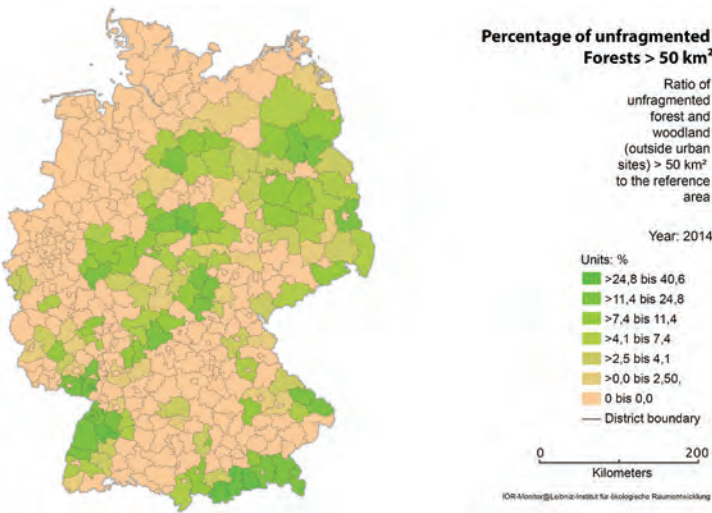 Percentage of unfragmented
Forests > 50 km²
Ratio of
unfragmented
forest and
woodland
(outside urban
sites) > 50 km²
to the reference
area
Year: 2014
Units: %
>24,8 bis 40,6
>11,4 bis 24,8
>7,4 bis 11,4
>4,1 bis 7,4
>2,5 bis 4,1
>0,0 bis 2,50,
0 bis 0,0
District boundary
0 200
Kilometers
IÖR-Monitor@Leibniz-Institut für ökologische Raumentwicklung